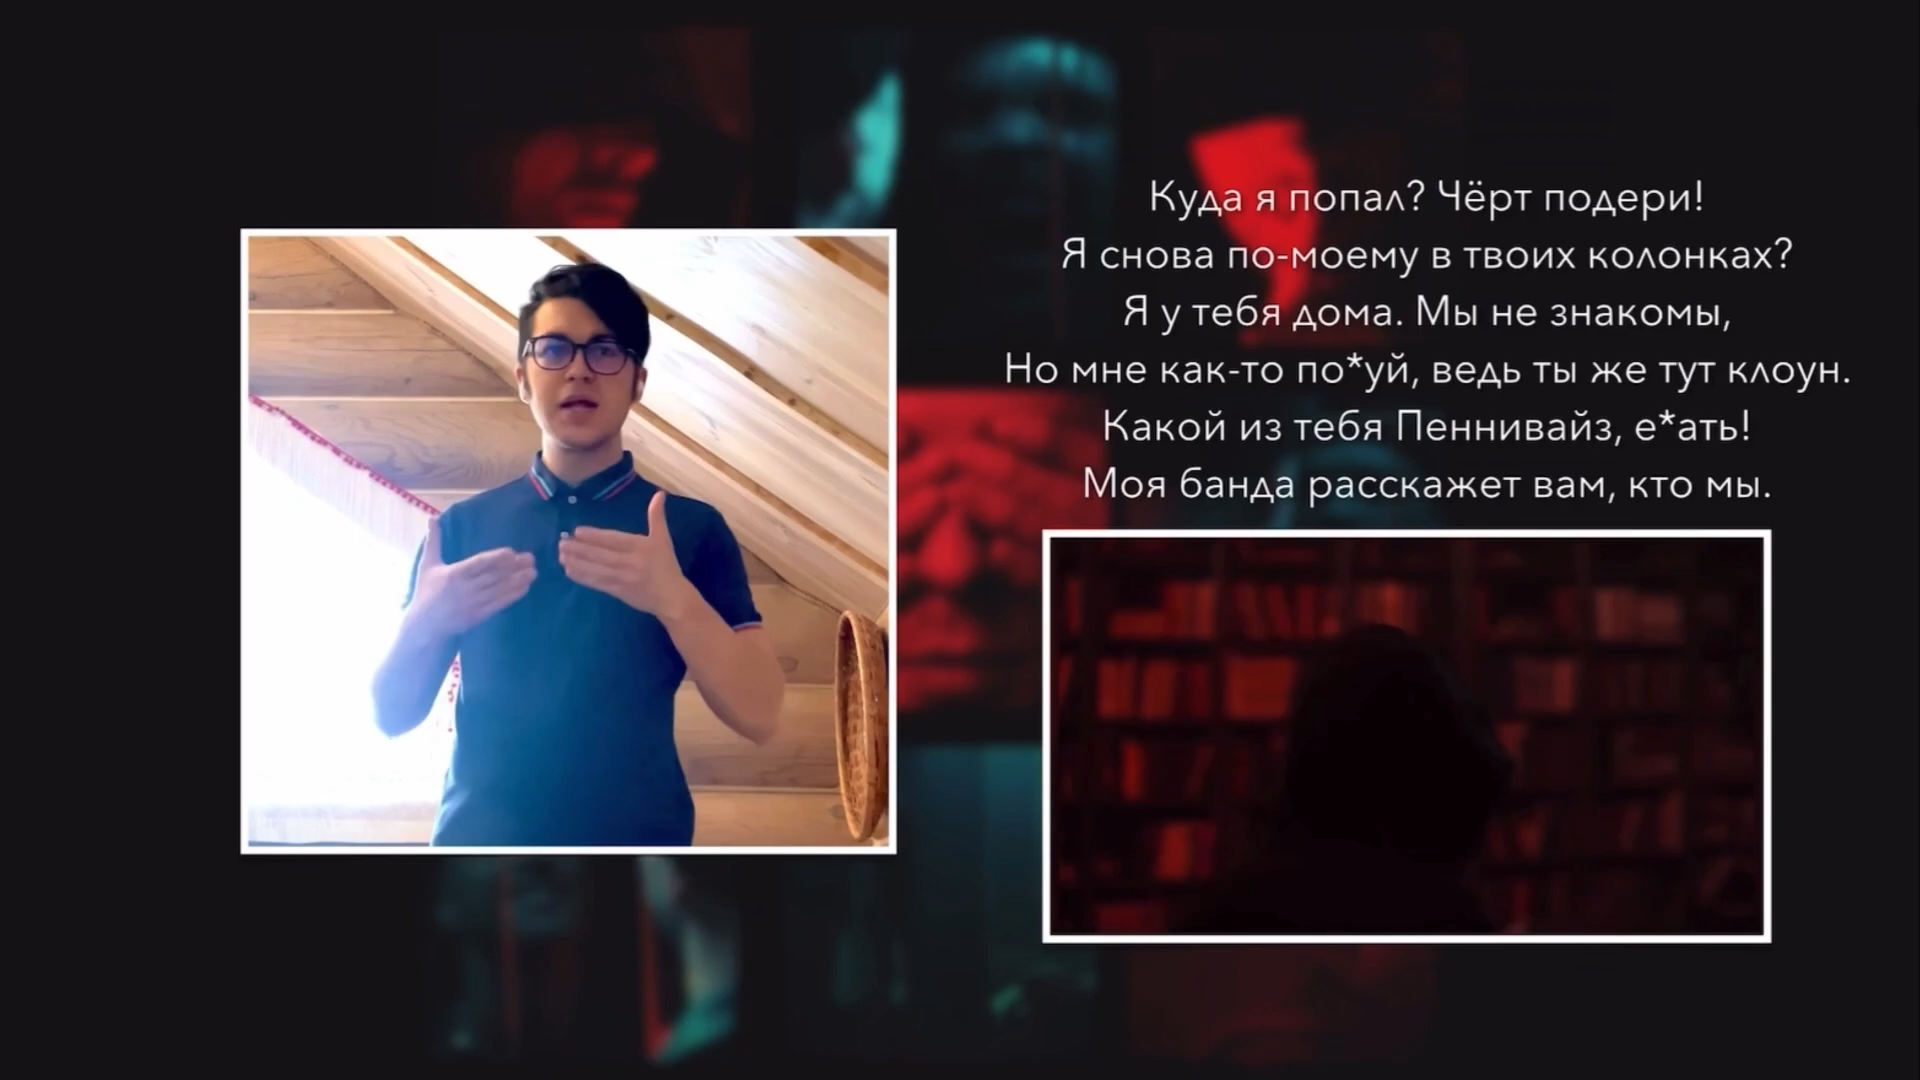 Куда я попал? Чёрт подери!
Я снова по-моему в твоих колонках?
Я у тебя дома. Мы не знакомы,
Но мне как-то по*уй, ведь ты же тут клоун.
Какой из тебя Пеннивайз, е*ать!
Моя банда расскажет вам, кто мы.